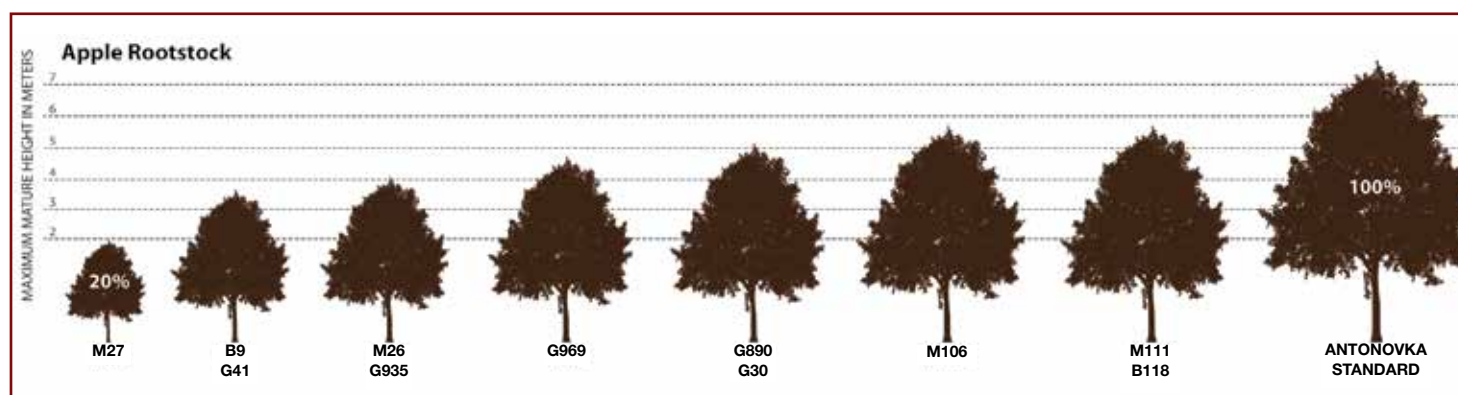 Apple Rootstock
MAXIMUM MATURE HEIGHT IN METERS
7
6
5
4
3
2
20%
100%
M27
B9
G41
M26
G935
G969
G890
G30
M106
M111
B118
ANTONOVKA
STANDARD